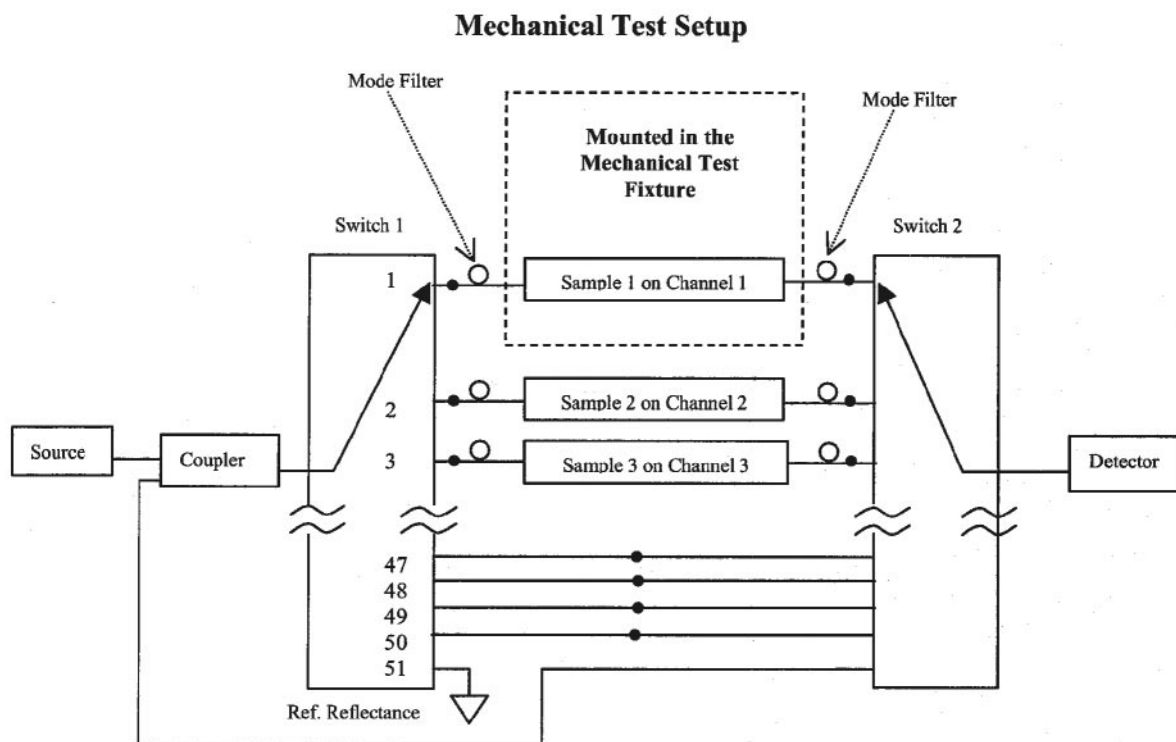 Mechanical Test Setup
Mode Filter
Mode Filter
Mounted in the
Mechanical Test
Fixture
Switch 1
Switch 2
1
Sample 1 on Channel 1
2
Sample 2 on Channel 2
3
Sample 3 on Channel 3
Source
Coupler
Detector
47
48
49
50
51
Ref. Reflectance